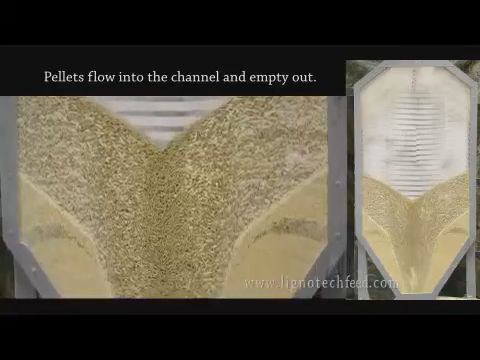 Pellets flow into the channel and empty out.
www.lignotechfeed.com